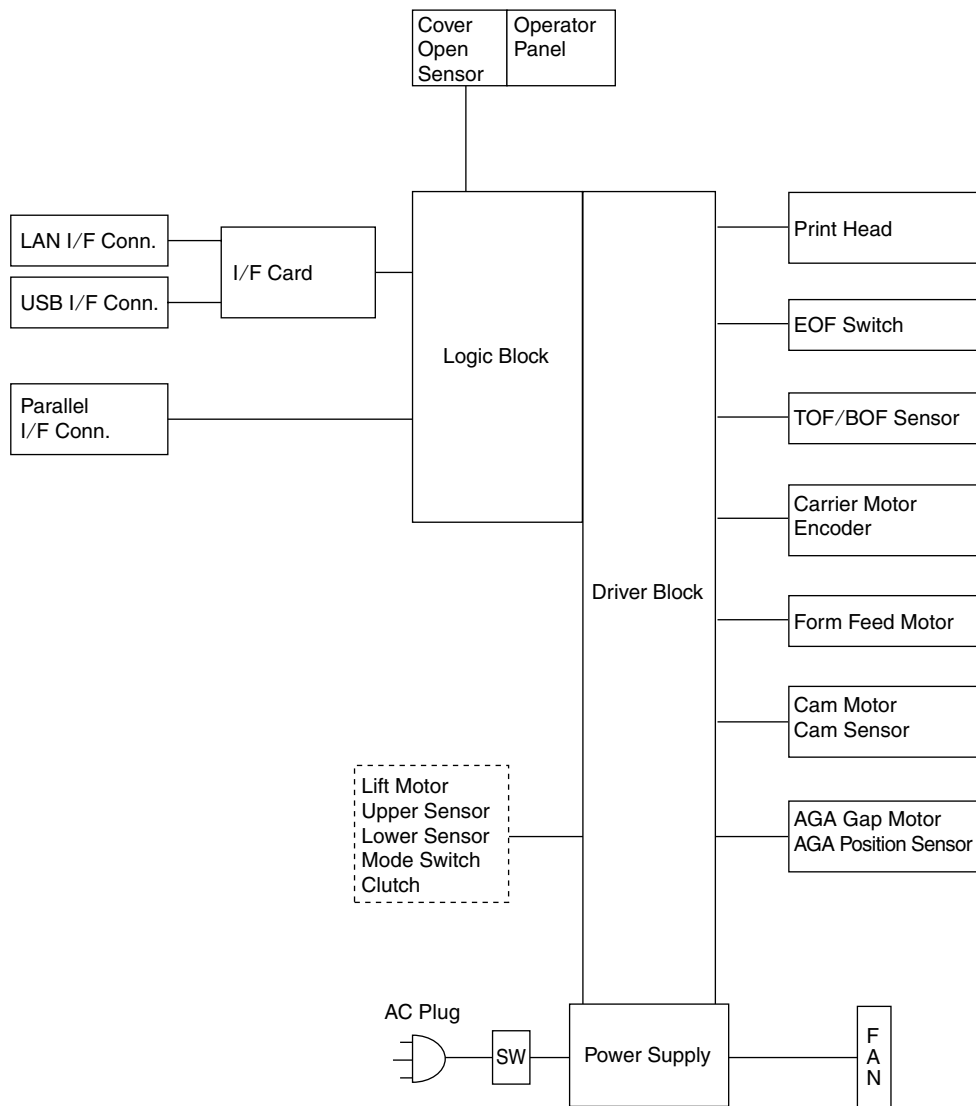 Cover
Open
Sensor
Operator
Panel
LAN I/F Conn.
USB I/F Conn.
I/F Card
Parallel
I/F Conn.
Logic Block
Driver Block
Print Head
EOF Switch
TOF/BOF Sensor
Carrier Motor
Encoder
Form Feed Motor
Cam Motor
Cam Sensor
AGA Gap Motor
AGA Position Sensor
Lift Motor
Upper Sensor
Lower Sensor
Mode Switch
Clutch
AC Plug
SW
Power Supply
FAN